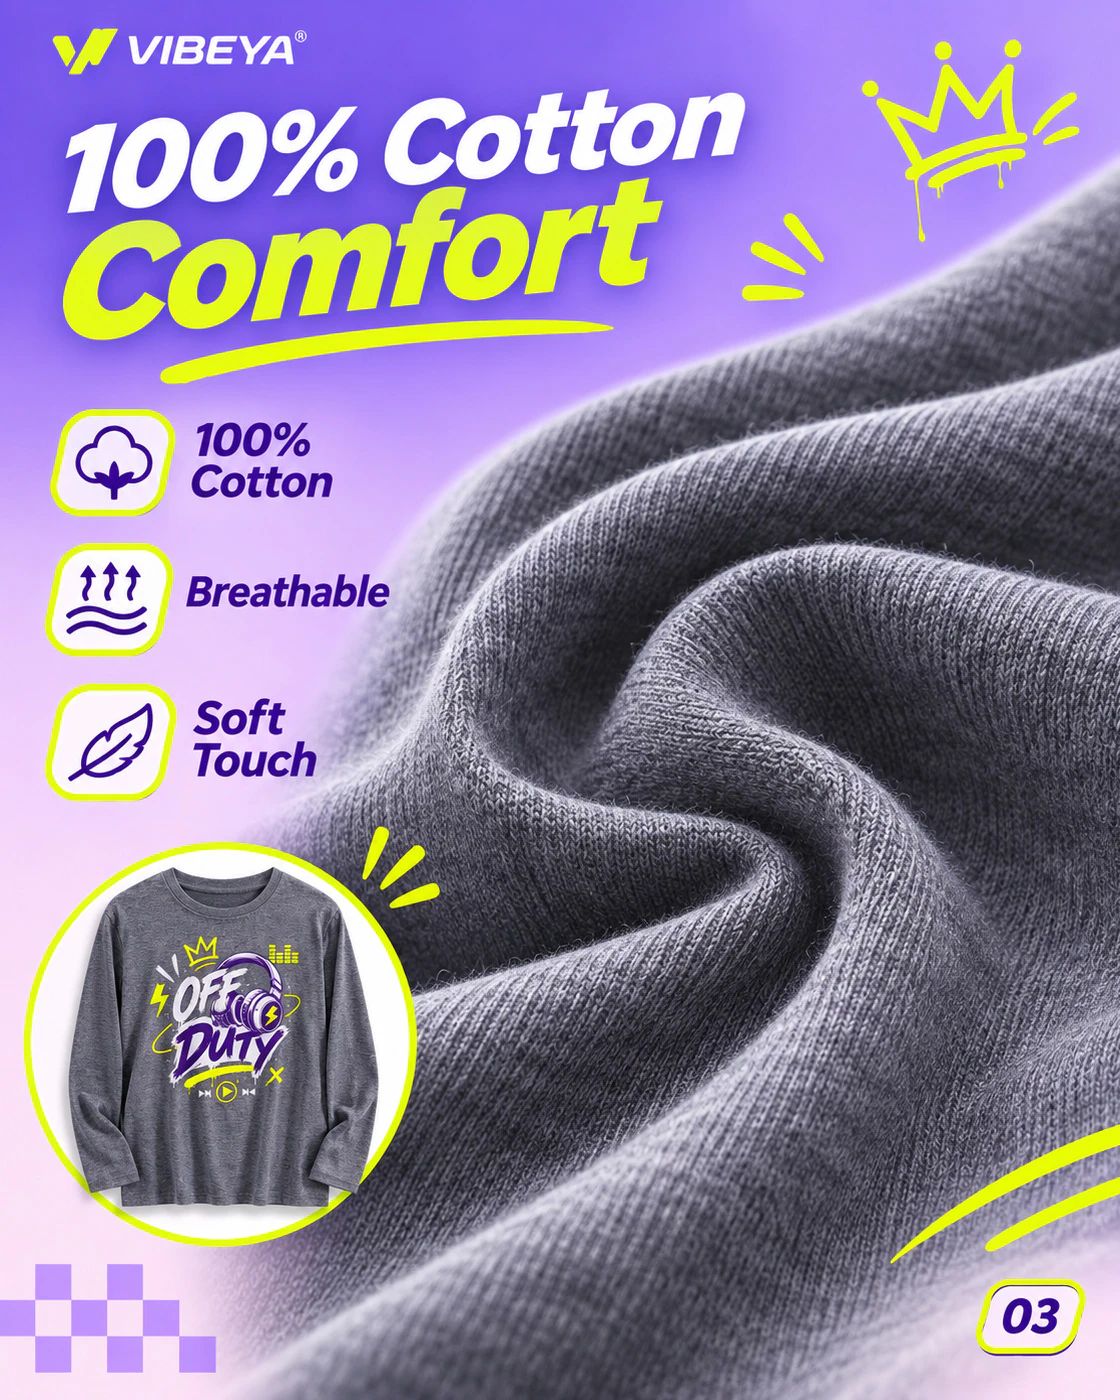 VIBEYA®
100% Cotton
Comfort
100%
Cotton
Breathable
Soft
Touch
OFF
DUTY
03